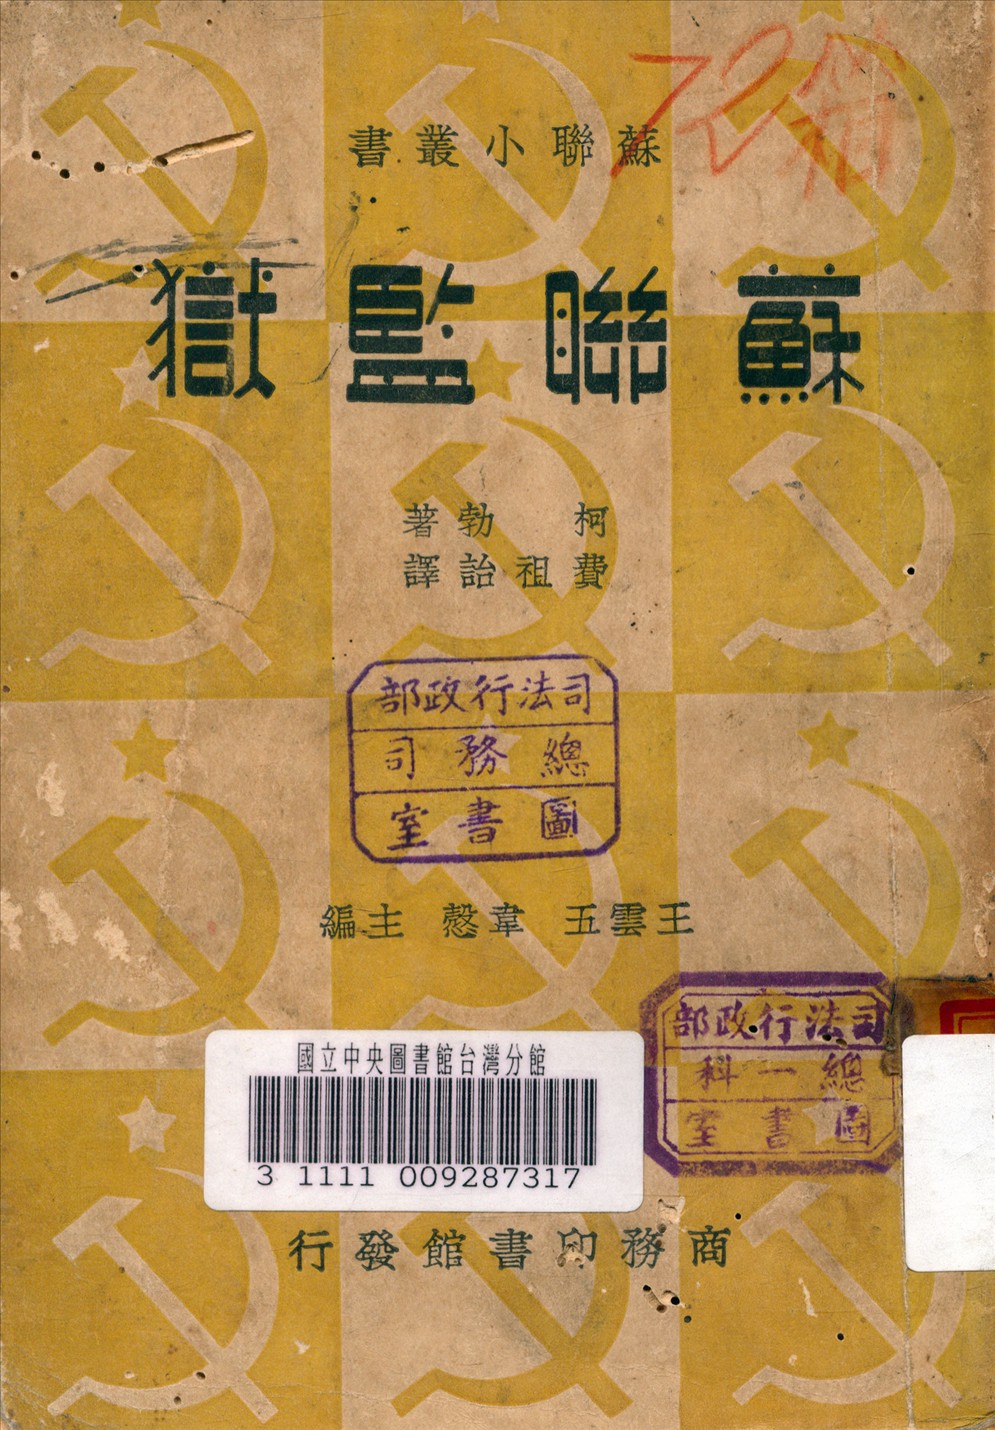 蘇聯小叢書
蘇聯監獄
柯勃著
費祖詒譯
司法行政部
總務司
圖書室
王雲五 韋愨 主編
司法行政部
總一科
圖書室
國立中央圖書館台灣分館
3 1111 009287317
商務印書館發行